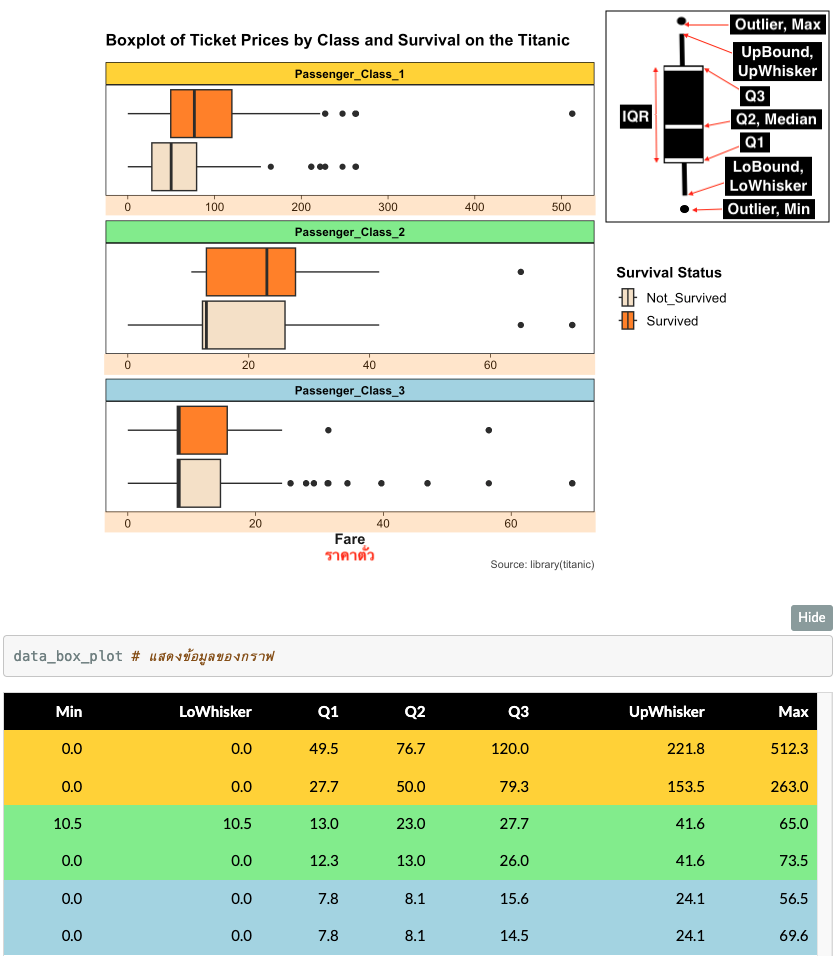 Boxplot of Ticket Prices by Class and Survival on the Titanic
Passenger_Class_1
0 100 200 300 400 500
Passenger_Class_2
0 20 40 60
Passenger_Class_3
0 20 40 60
Fare
ราคาตั๋ว
Source: library(titanic)
Outlier, Max
UpBound,
UpWhisker
Q3
IQR
Q2, Median
Q1
LoBound,
LoWhisker
Outlier, Min
Survival Status
Not_Survived
Survived
Hide
data_box_plot # แสดงข้อมูลของกราฟ
Min LoWhisker Q1 Q2 Q3 UpWhisker Max
0.0 0.0 49.5 76.7 120.0 221.8 512.3
0.0 0.0 27.7 50.0 79.3 153.5 263.0
10.5 10.5 13.0 23.0 27.7 41.6 65.0
0.0 0.0 12.3 13.0 26.0 41.6 73.5
0.0 0.0 7.8 8.1 15.6 24.1 56.5
0.0 0.0 7.8 8.1 14.5 24.1 69.6